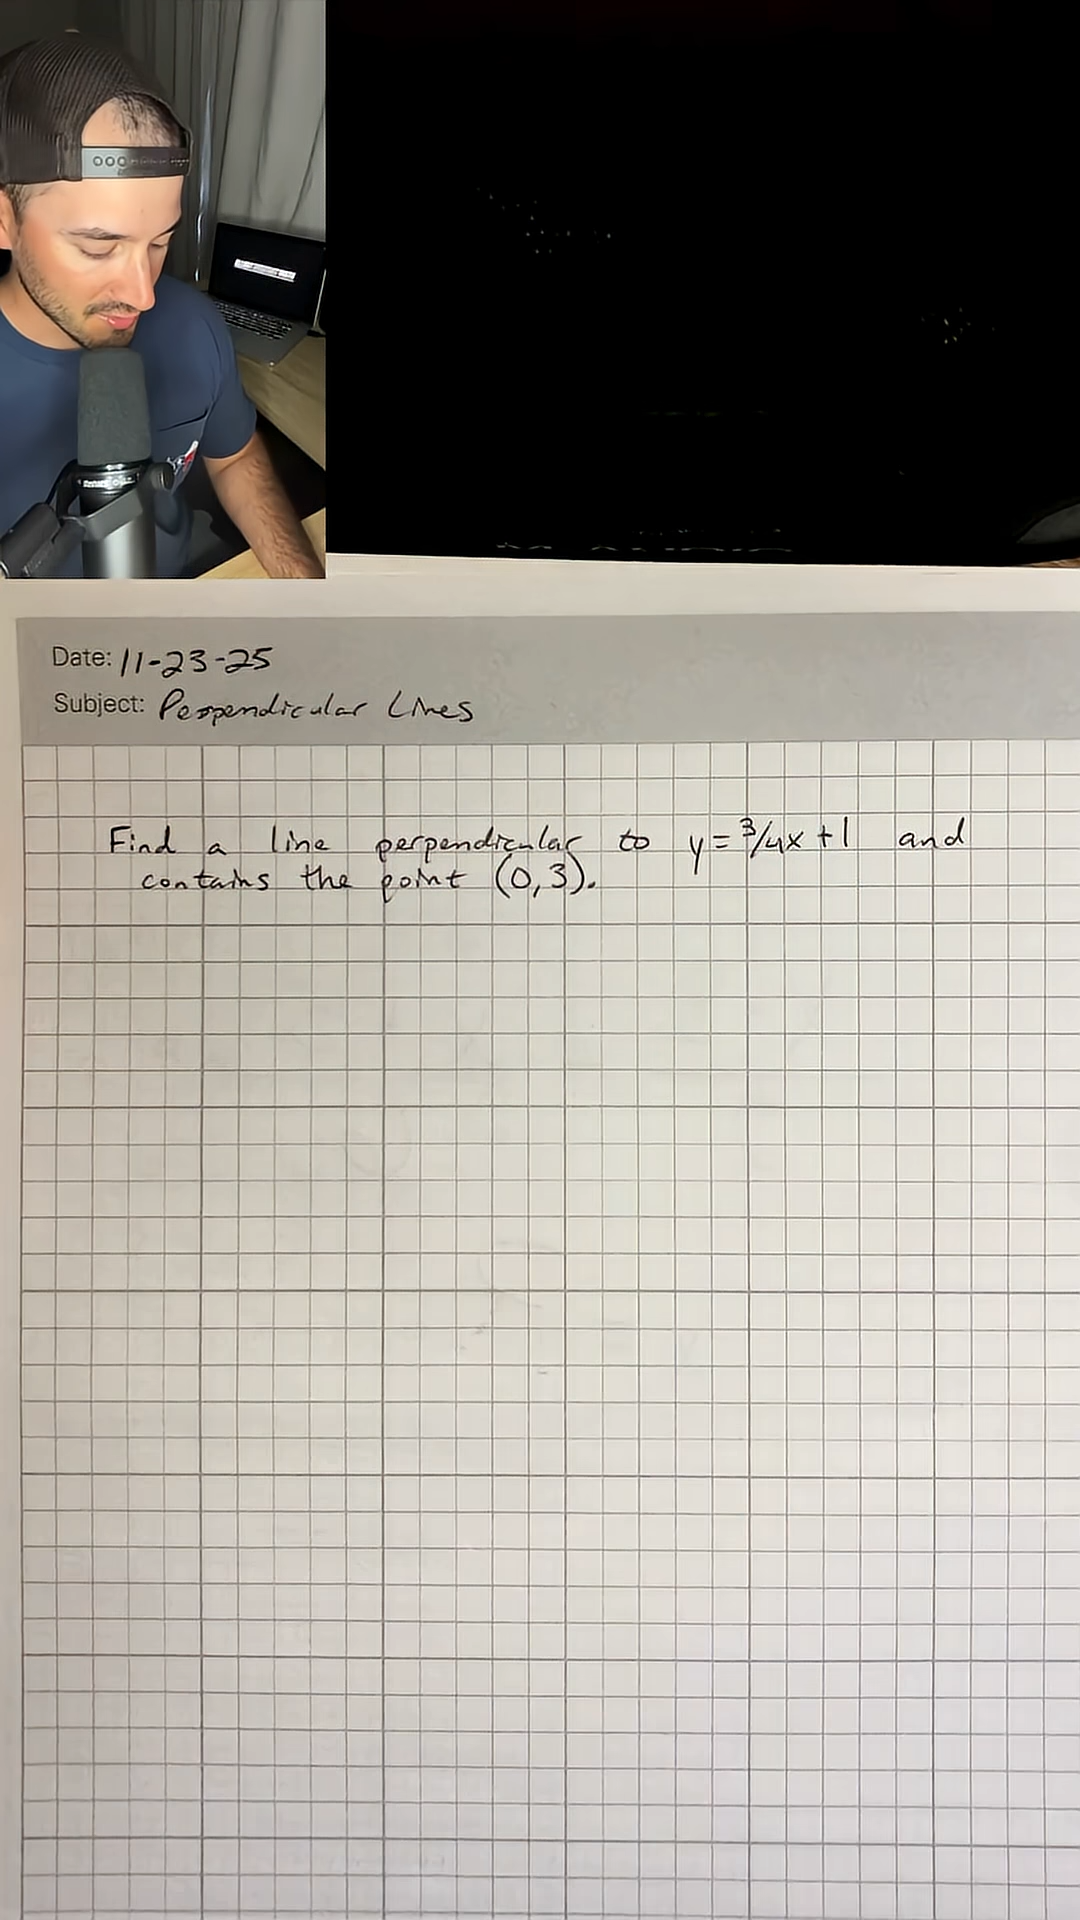 Date: 11-23-25
Subject: Perpendicular Lines
Find a line perpendicular to y = 3/4x + 1 and
contains the point (0,3).